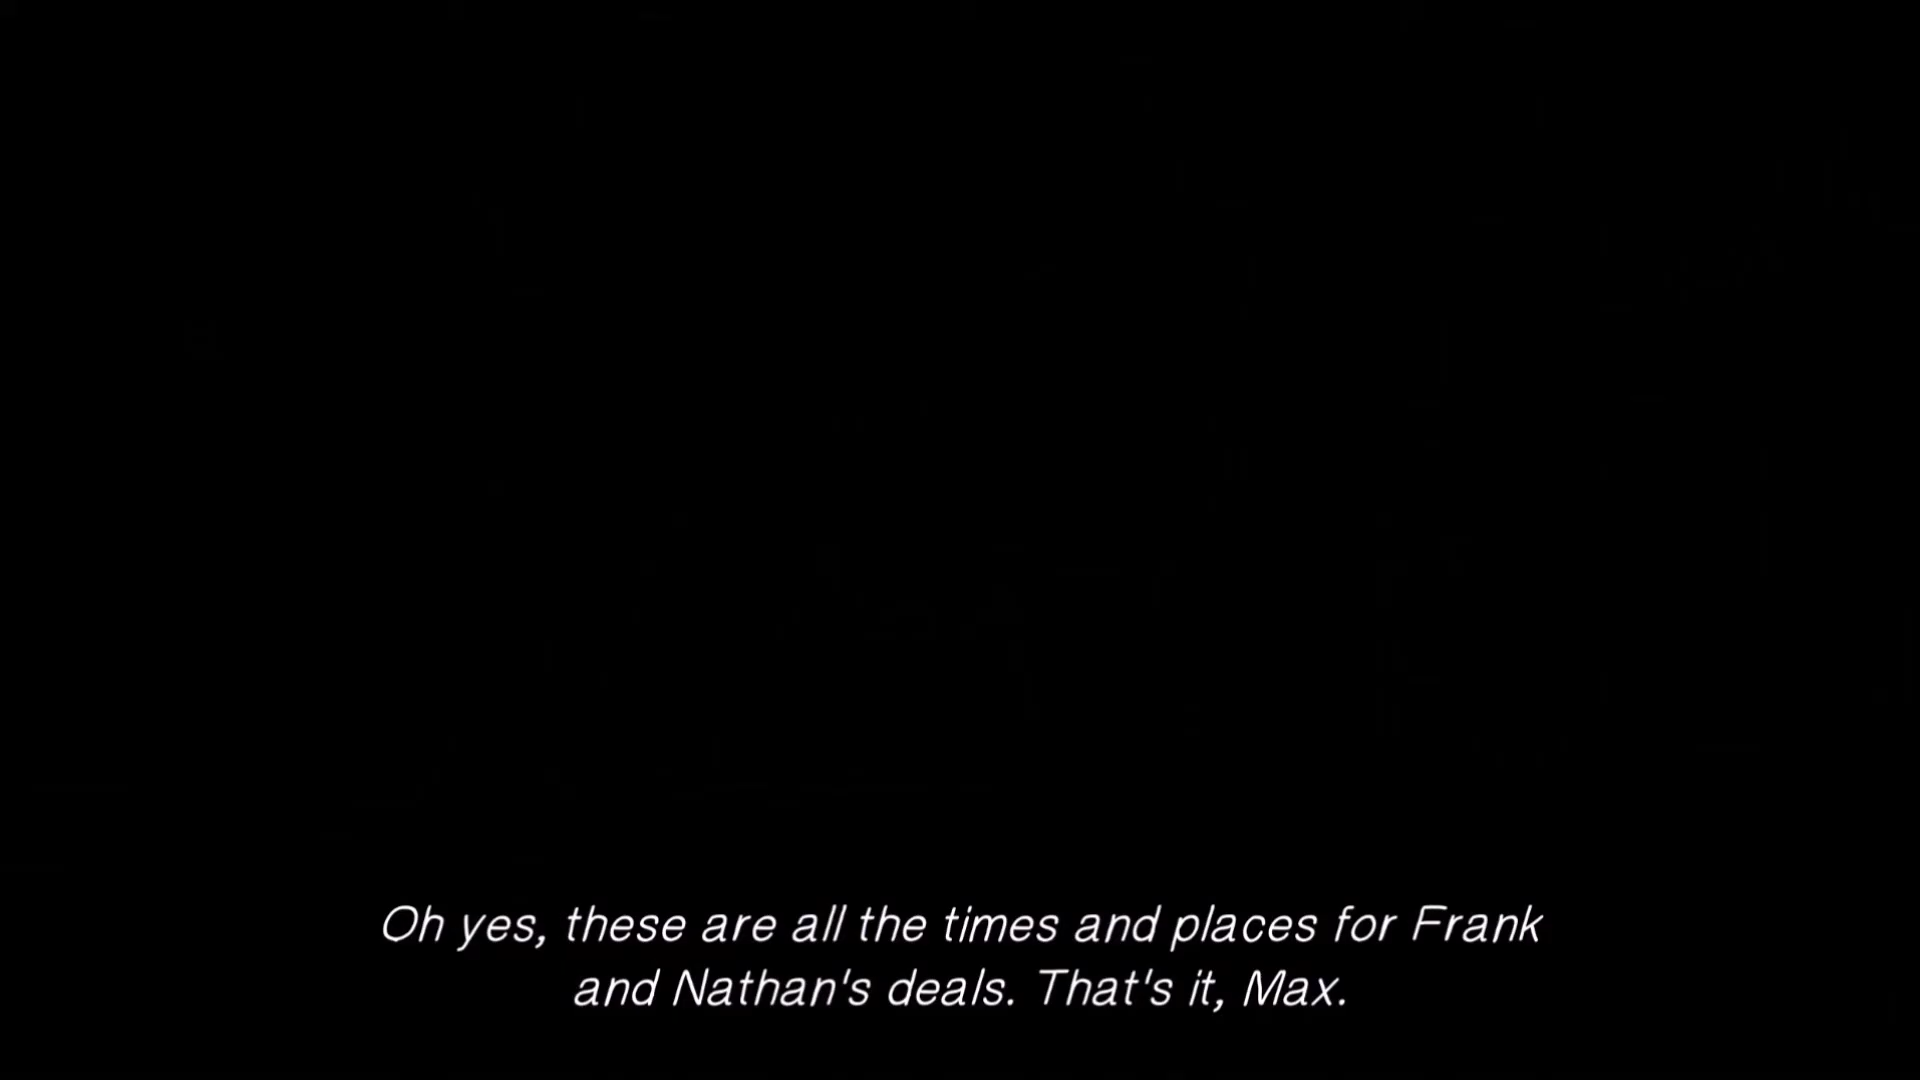 Oh yes, these are all the times and places for Frank
and Nathan's deals. That's it, Max.